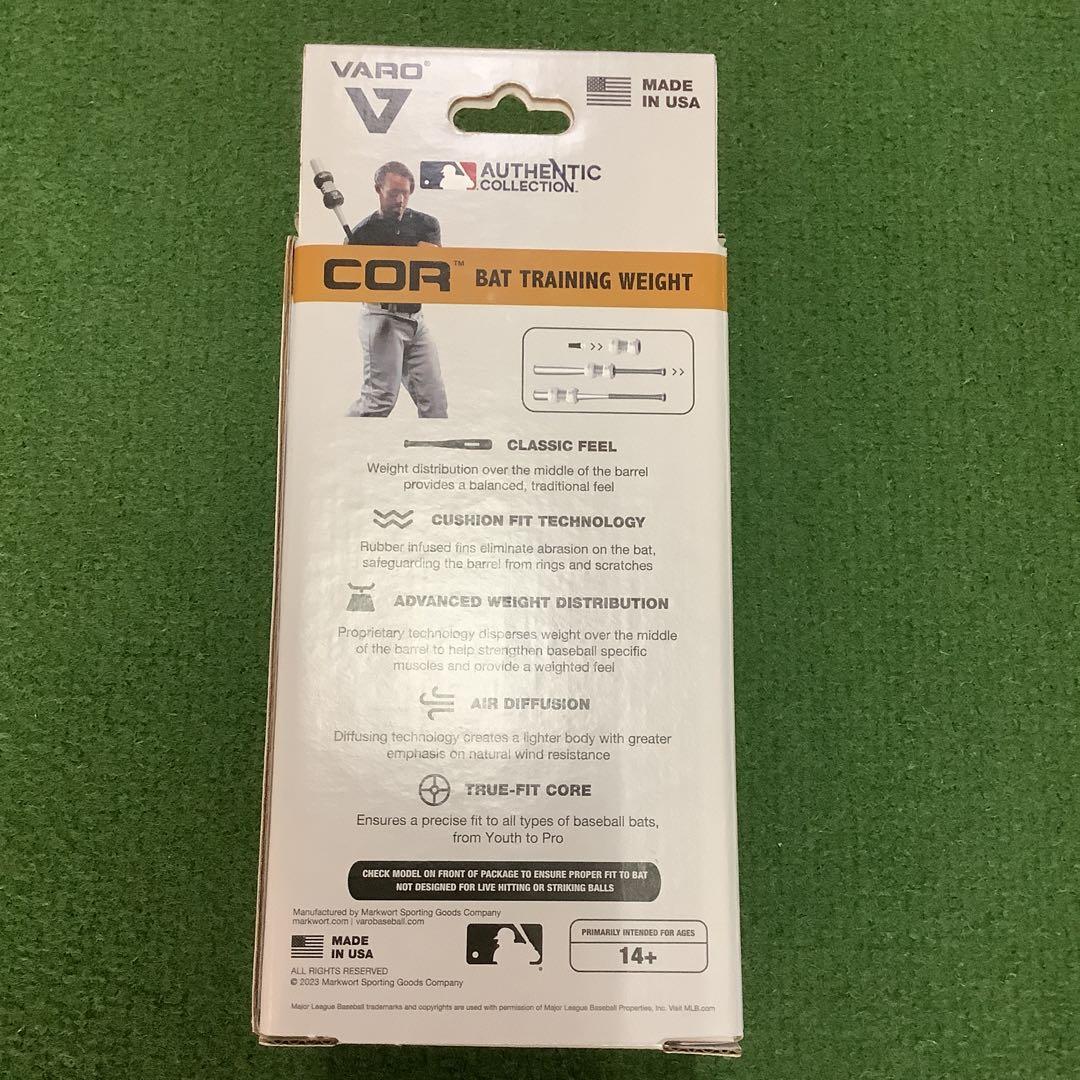 VARO®
MADE
IN USA
AUTHENTIC
COLLECTION™
COR™ BAT TRAINING WEIGHT
>>
>>
CLASSIC FEEL
Weight distribution over the middle of the barrel
provides a balanced, traditional feel
CUSHION FIT TECHNOLOGY
Rubber infused fins eliminate abrasion on the bat,
safeguarding the barrel from rings and scratches
ADVANCED WEIGHT DISTRIBUTION
Proprietary technology disperses weight over the middle
of the barrel to help strengthen baseball specific
muscles and provide a weighted feel
AIR DIFFUSION
Diffusing technology creates a lighter body with greater
emphasis on natural wind resistance
TRUE-FIT CORE
Ensures a precise fit to all types of baseball bats,
from Youth to Pro
CHECK MODEL ON FRONT OF PACKAGE TO ENSURE PROPER FIT TO BAT
NOT DESIGNED FOR LIVE HITTING OR STRIKING BALLS
Manufactured by Markwort Sporting Goods Company
markwort.com | varobaseball.com
MADE
IN USA
PRIMARILY INTENDED FOR AGES
14+
ALL RIGHTS RESERVED
© 2023 Markwort Sporting Goods Company
Major League Baseball trademarks and copyrights are used with permission of Major League Baseball Properties, Inc. Visit MLB.com